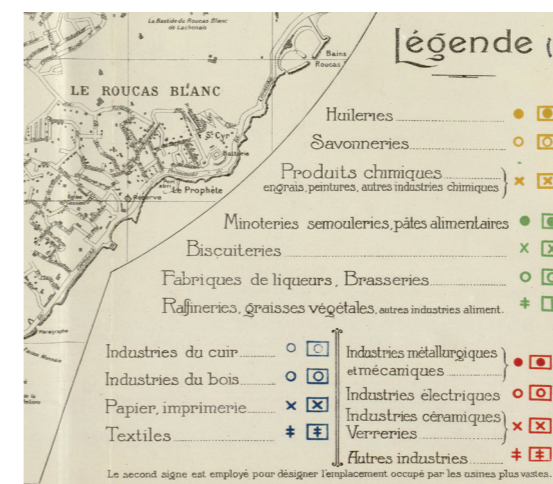 La Bastide du Roucas Blanc
de Lachenais
Bains
Roucas
LE ROUCAS BLANC
St Cyr
Batterie
Le Prophète
Réserve
Légende (
Huileries
Savonneries
Produits chimiques
engrais, peintures, autres industries chimiques
Minoteries semouleries, pâtes alimentaires
Biscuiteries
Fabriques de liqueurs, Brasseries
Raffineries, graisses végétales, autres industries aliment.
Industries du cuir
Industries du bois
Papier, imprimerie
Textiles
Industries métallurgiques
et mécaniques
Industries électriques
Industries céramiques
Verreries
Autres industries
Le second signe est employé pour désigner l'emplacement occupé par les usines plus vastes.